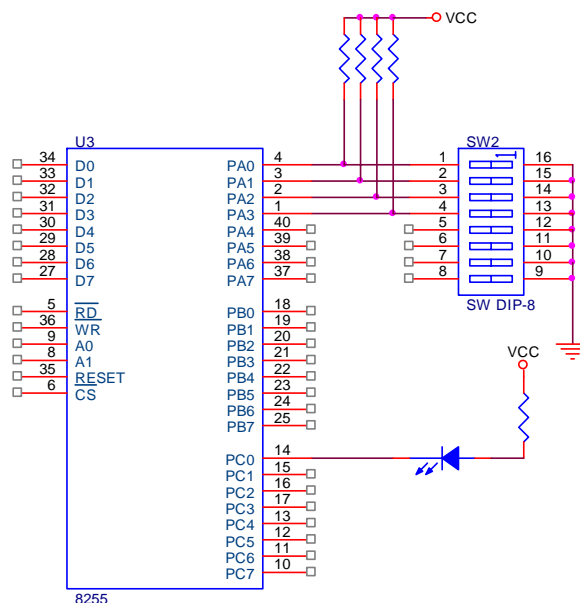 VCC
U3
SW2
34 D0 PA0 4 1 1 16
33 D1 PA1 3 2 15
32 D2 PA2 2 3 14
31 D3 PA3 1 4 13
30 D4 PA4 40 5 12
29 D5 PA5 39 6 11
28 D6 PA6 38 7 10
27 D7 PA7 37 8 9
SW DIP-8
5 RD PB0 18
36 WR PB1 19
9 A0 PB2 20
8 A1 PB3 21
35 RESET PB4 22
6 CS PB5 23
PB6 24
PB7 25
VCC
PC0 14
PC1 15
PC2 16
PC3 17
PC4 13
PC5 12
PC6 11
PC7 10
8255